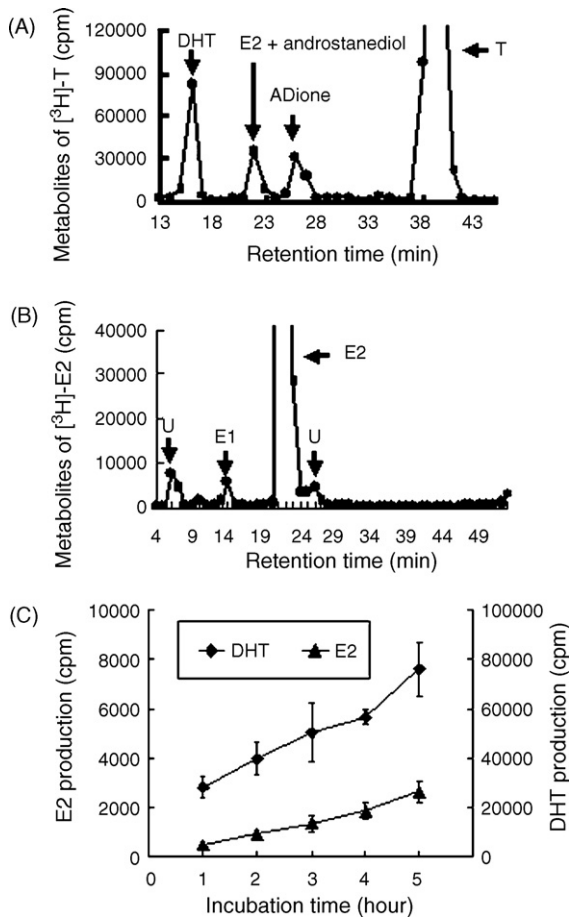 (A)
Metabolites of [³H]-T (cpm)
120000
90000
60000
30000
0
DHT
E2 + androstanediol
ADione
T
13 18 23 28 33 38 43
Retention time (min)
(B)
Metabolites of [³H]-E2 (cpm)
40000
30000
20000
10000
0
U
E1
E2
U
4 9 14 19 24 29 34 39 44 49
Retention time (min)
(C)
E2 production (cpm)
10000
8000
6000
4000
2000
0
DHT E2
100000
80000
60000
40000
20000
0
DHT production (cpm)
0 1 2 3 4 5
Incubation time (hour)